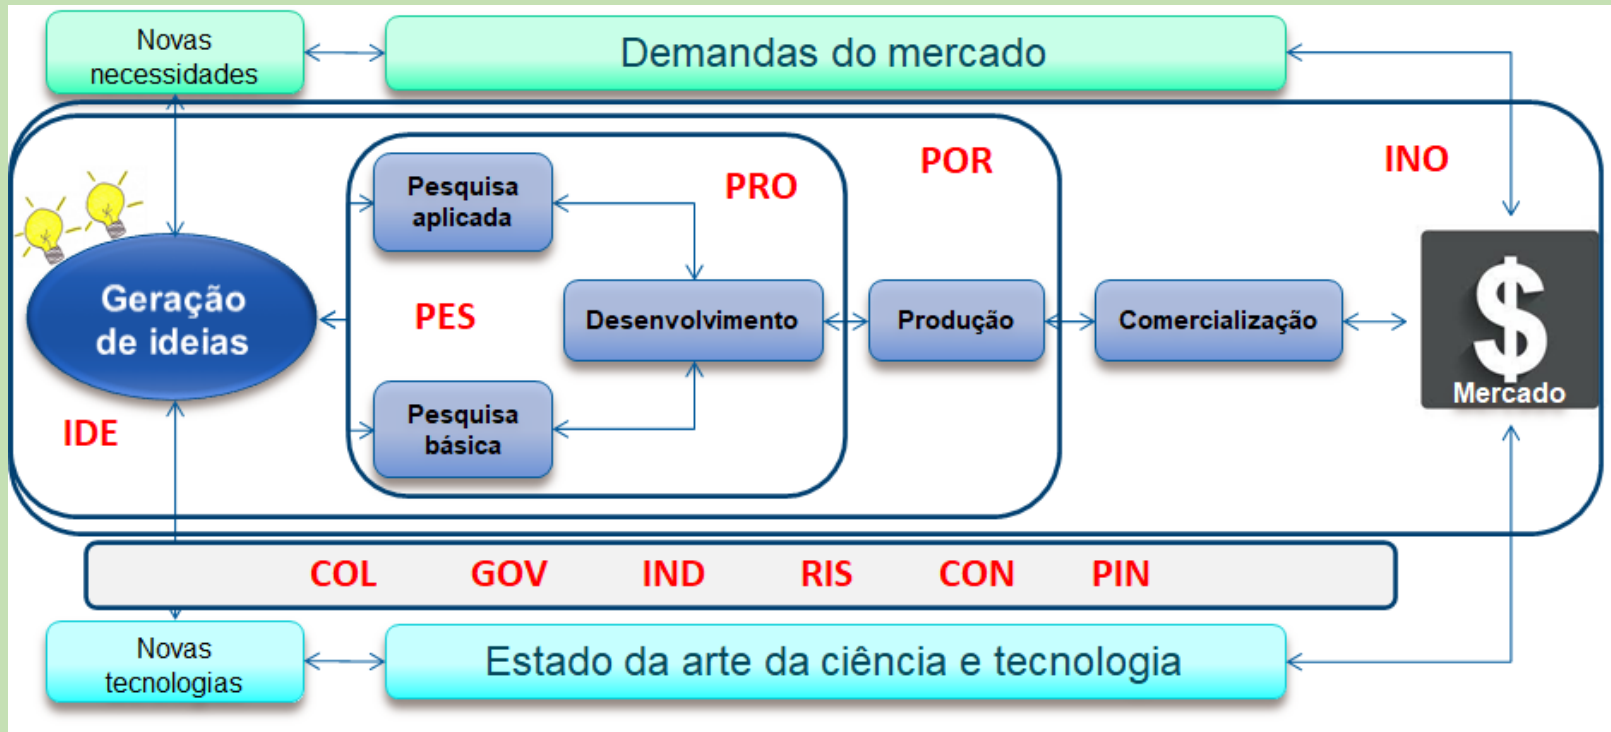 Novas
necessidades
Demandas do mercado
INO
POR
PRO
Pesquisa
aplicada
Geração
de ideias
PES
Desenvolvimento
Produção
Comercialização
$
Mercado
IDE
Pesquisa
básica
COL GOV IND RIS CON PIN
Novas
tecnologias
Estado da arte da ciência e tecnologia